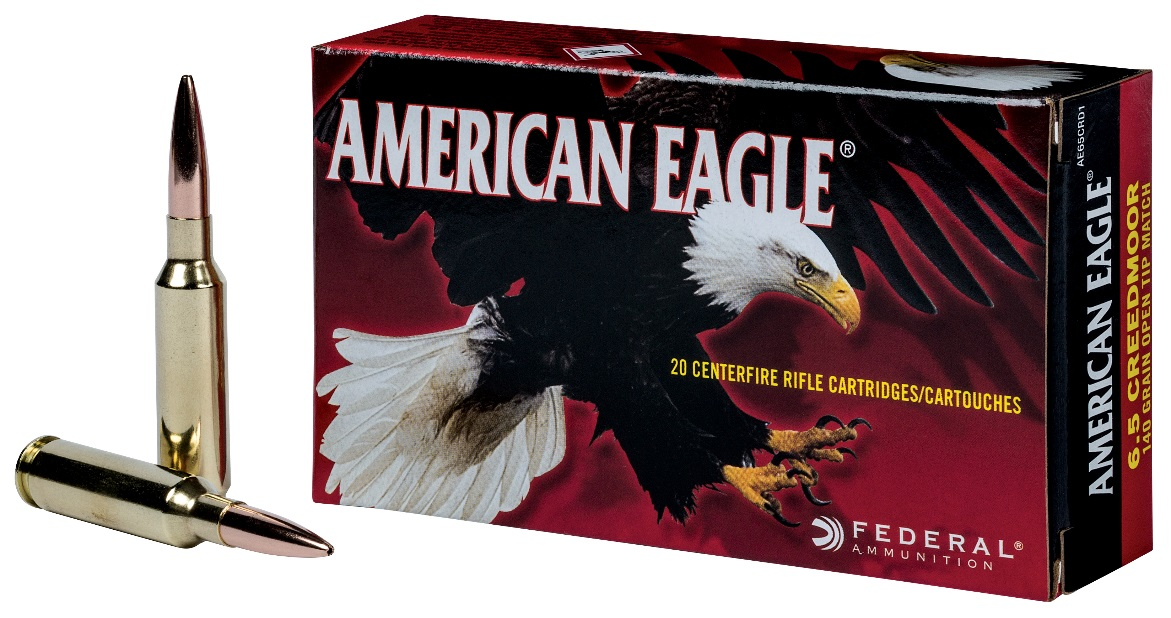 AMERICAN EAGLE®
20 CENTERFIRE RIFLE CARTRIDGES/CARTOUCHES
FEDERAL®
AMMUNITION
AE65CRD1
AMERICAN EAGLE®
6.5 CREEDMOOR
140 GRAIN OPEN TIP MATCH